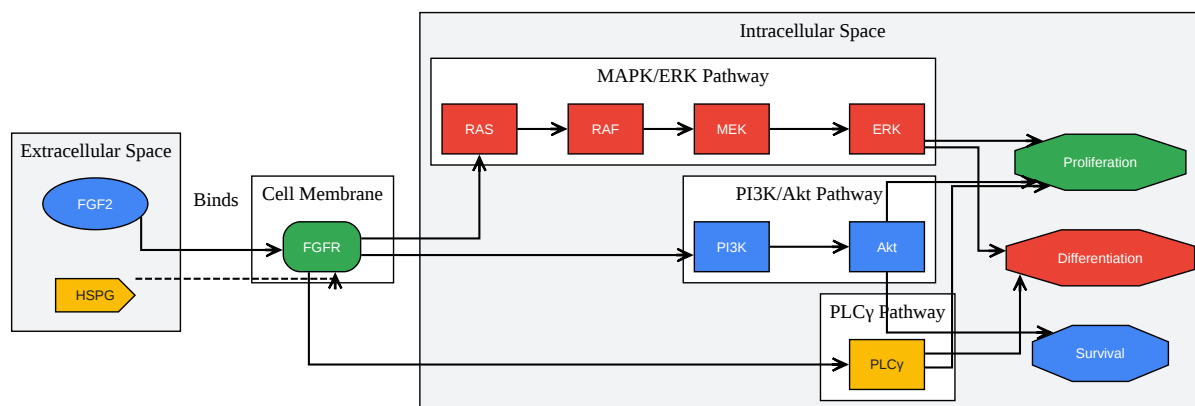 Intracellular Space
MAPK/ERK Pathway
RAS
RAF
MEK
ERK
Extracellular Space
FGF2
HSPG
Binds
Cell Membrane
FGFR
PI3K/Akt Pathway
PI3K
Akt
PLCγ Pathway
PLCγ
Proliferation
Differentiation
Survival